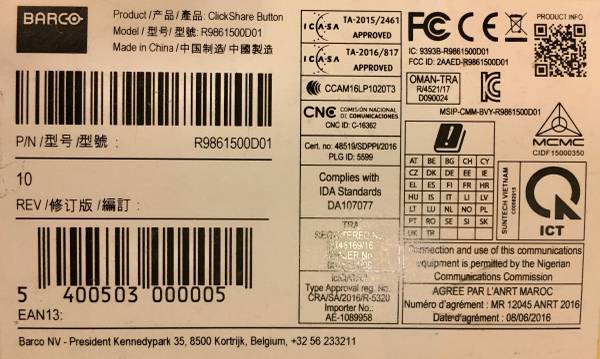 BARCO
Product / 产品 / 產品: ClickShare Button
Model / 型号 / 型號: R9861500D01
Made in China / 中国制造 / 中國製造
P/N / 型号 / 型號 : R9861500D01
10
REV / 修订版 / 編訂 :
5 400503 000005
EAN13:
Barco NV - President Kennedypark 35, 8500 Kortrijk, Belgium, +32 56 233211
ICASA
TA-2015/2461
APPROVED
ICASA
TA-2016/817
APPROVED
CCAM16LP1020T3
CNC COMISIÓN NACIONAL
DE COMUNICACIONES
CNC ID: C-16362
Cert. no: 48519/SDPPI/2016
PLG ID: 5599
Complies with
IDA Standards
DA107077
TRA
REGISTERED No
Type Approval reg. No.
CRA/SA/2016/R-5320
Importer No.:
AE-1089958
FC CE
PRODUCT INFO
IC: 9393B-R9861500D01
FCC ID: 2AAED-R9861500D01
OMAN-TRA
R/4521/17
D090024
MSIP-CMM-BVY-R9861500D01
MCMC
CIDF15000350
AT BE BG CH CY
CZ DK DE EE IE
EL ES FI FR HR
HU IS IT LI LV
LT LU NL NO PL
PT RO SE SI SK
UK TR
SUNTECH VIETNAM
ICT
Connection and use of this communications
equipment is permitted by the Nigerian
Communications Commission
AGREE PAR L'ANRT MAROC
Numéro d'agrément : MR 12045 ANRT 2016
Date d'agrément : 08/06/2016